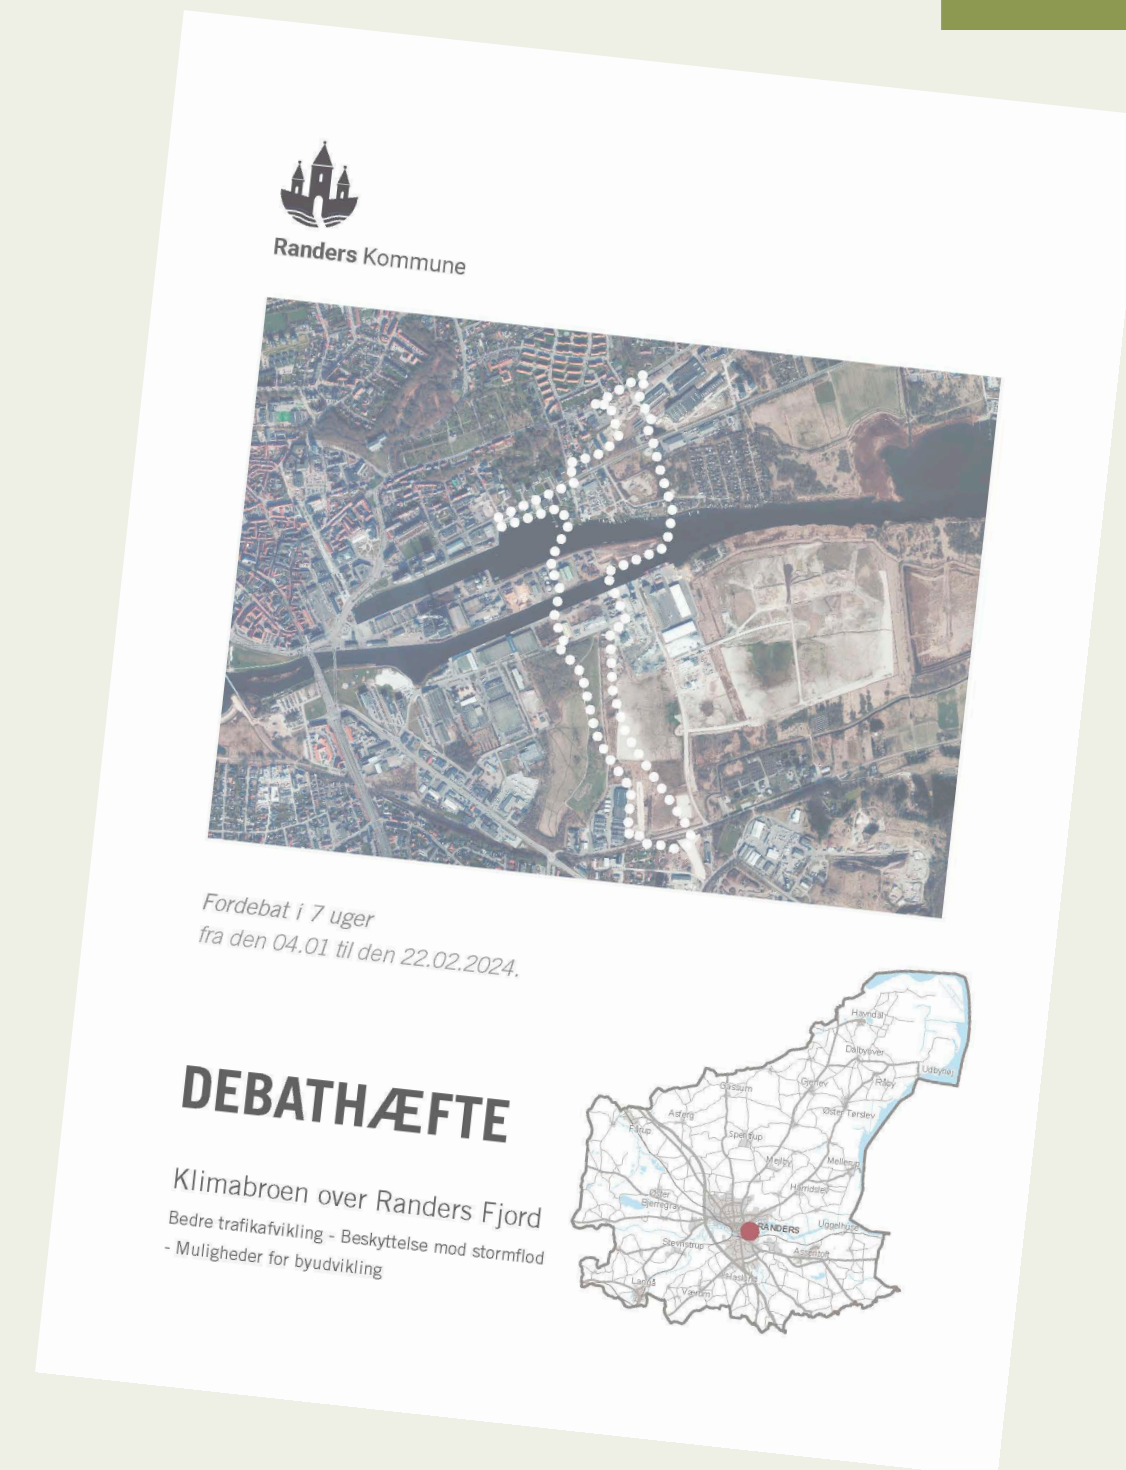 Randers Kommune
Fordebat i 7 uger
fra den 04.01 til den 22.02.2024.
DEBATHÆFTE
Klimabroen over Randers Fjord
Bedre trafikafvikling - Beskyttelse mod stormflod
- Muligheder for byudvikling
Havndal
Dalbyover
Udbyhøj
Gjerlev
Råby
Gassum
Øster Tørslev
Asferg
Fårup
Spentrup
Mejlby
Mellerup
Harridslev
Øster
Bjerregrav
RANDERS
Uggelhuse
Stevnstrup
Assentoft
Haslund
Langå
Værum